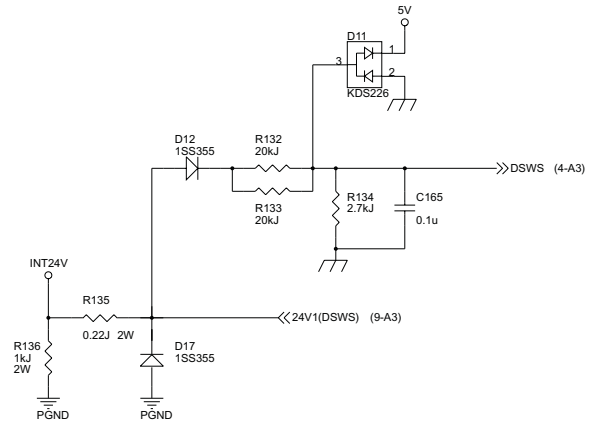 5V
D11
1
3
2
KDS226
D12
1SS355
R132
20kJ
DSWS (4-A3)
R133
20kJ
R134
2.7kJ
C165
0.1u
INT24V
R135
24V1(DSWS) (9-A3)
0.22J 2W
R136
1kJ
2W
D17
1SS355
PGND
PGND